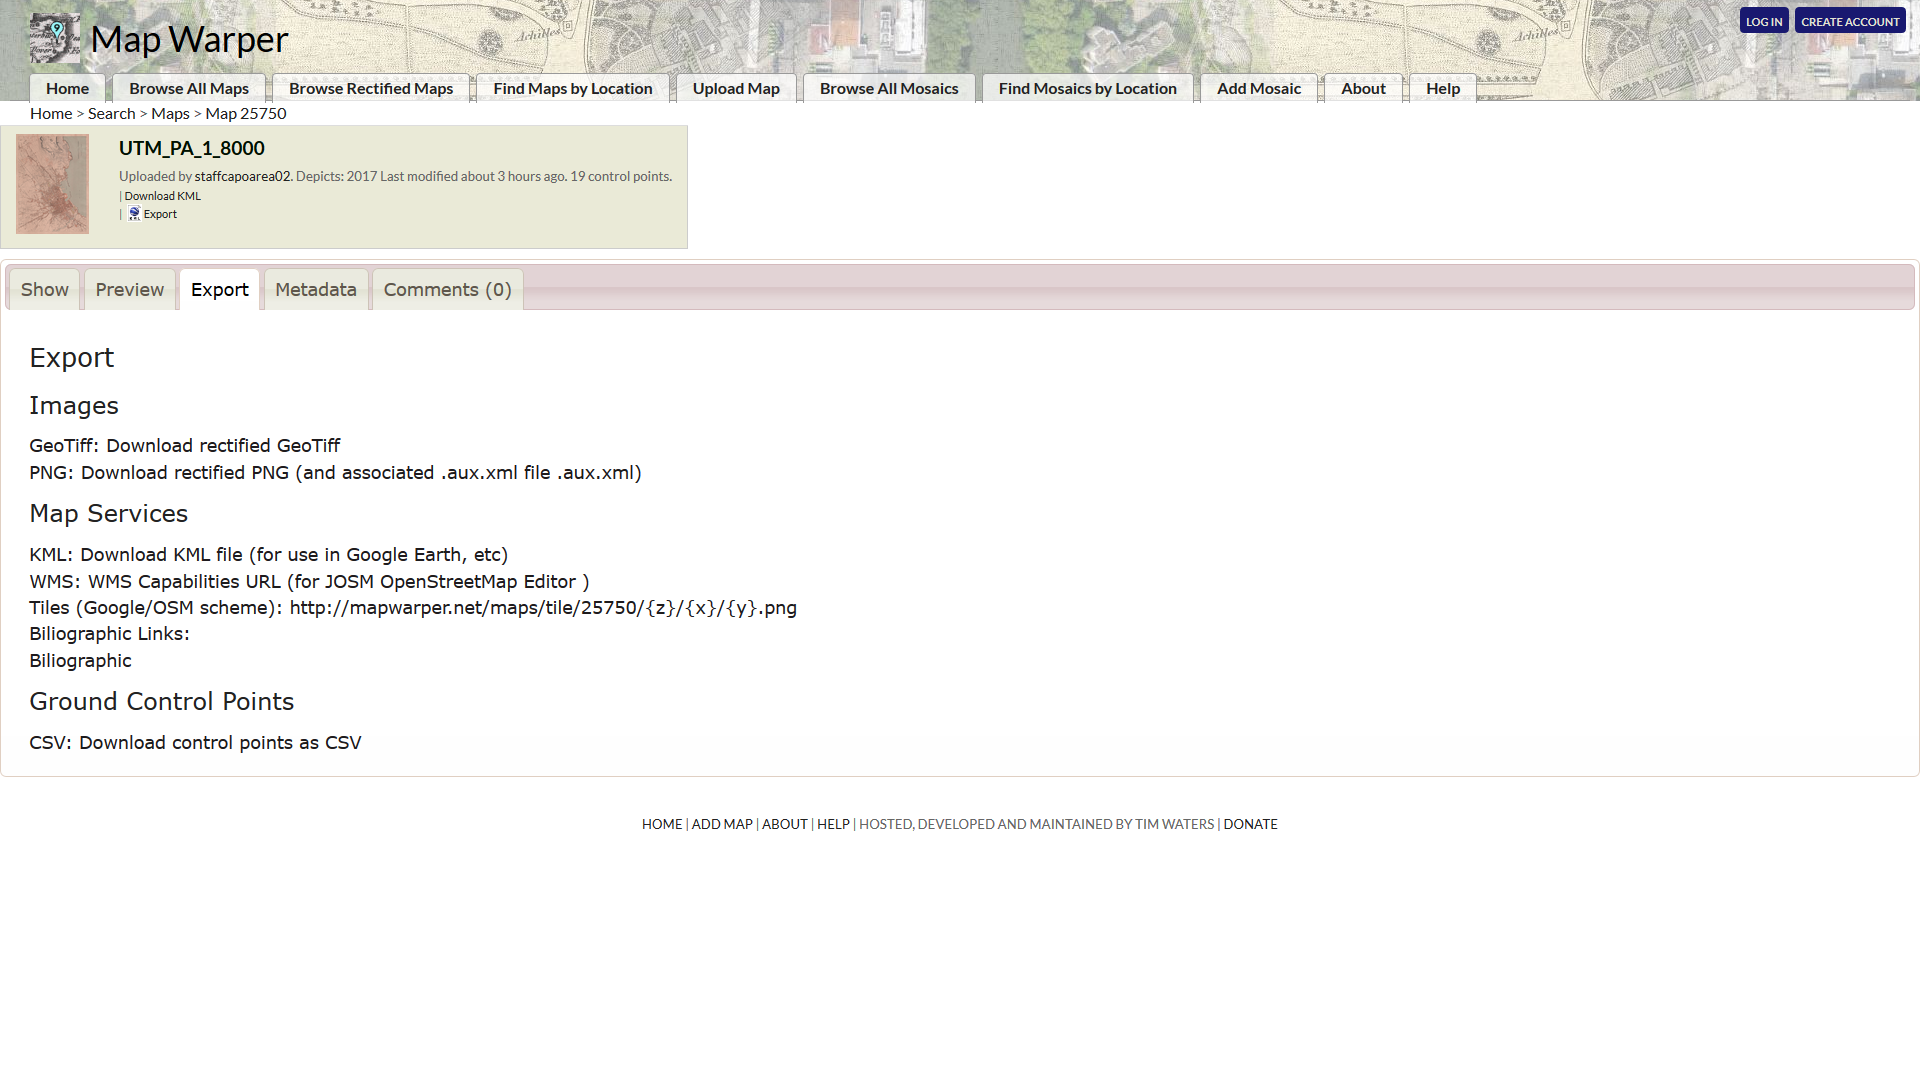 Map Warper
LOG IN
CREATE ACCOUNT
Achilles
Achilles
Home
Browse All Maps
Browse Rectified Maps
Find Maps by Location
Upload Map
Browse All Mosaics
Find Mosaics by Location
Add Mosaic
About
Help
Home > Search > Maps > Map 25750
UTM_PA_1_8000
Uploaded by staffcapoarea02. Depicts: 2017 Last modified about 3 hours ago. 19 control points.
| Download KML
| Export
Show
Preview
Export
Metadata
Comments (0)
Export
Images
GeoTiff: Download rectified GeoTiff
PNG: Download rectified PNG (and associated .aux.xml file .aux.xml)
Map Services
KML: Download KML file (for use in Google Earth, etc)
WMS: WMS Capabilities URL (for JOSM OpenStreetMap Editor )
Tiles (Google/OSM scheme): http://mapwarper.net/maps/tile/25750/{z}/{x}/{y}.png
Biliographic Links:
Biliographic
Ground Control Points
CSV: Download control points as CSV
HOME | ADD MAP | ABOUT | HELP | HOSTED, DEVELOPED AND MAINTAINED BY TIM WATERS | DONATE